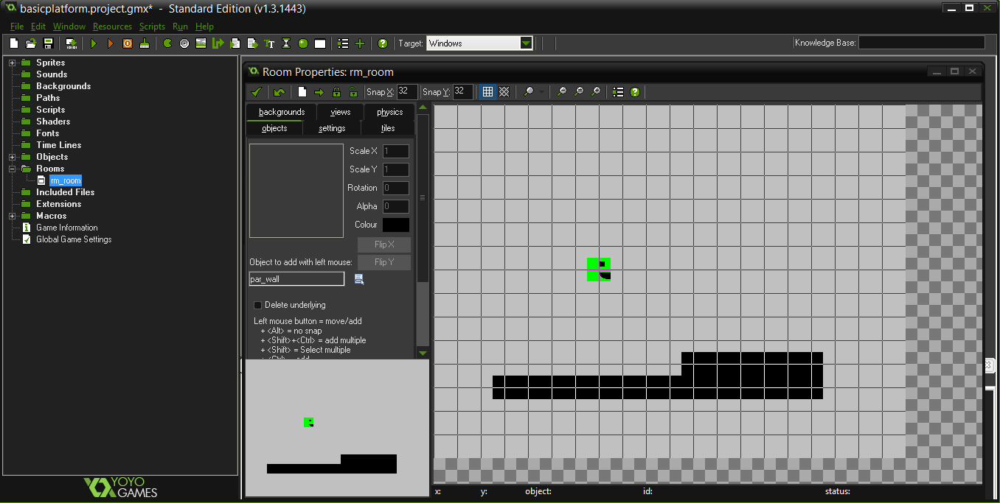 basicplatform.project.gmx* - Standard Edition (v1.3.1443)
File Edit Window Resources Scripts Run Help
Target: Windows
Knowledge Base:
Sprites
Sounds
Backgrounds
Paths
Scripts
Shaders
Fonts
Time Lines
Objects
Rooms
rm_room
Included Files
Extensions
Macros
Game Information
Global Game Settings
YOYO
GAMES
Room Properties: rm_room
Snap X: 32 Snap Y: 32
backgrounds views physics
objects settings tiles
Scale X 1
Scale Y 1
Rotation 0
Alpha 0
Colour
Flip X
Object to add with left mouse: Flip Y
par_wall
Delete underlying
Left mouse button = move/add
+ <Alt> = no snap
+ <Shift>+<Ctrl> = add multiple
+ <Shift> = Select multiple
x: y: object: id: status: